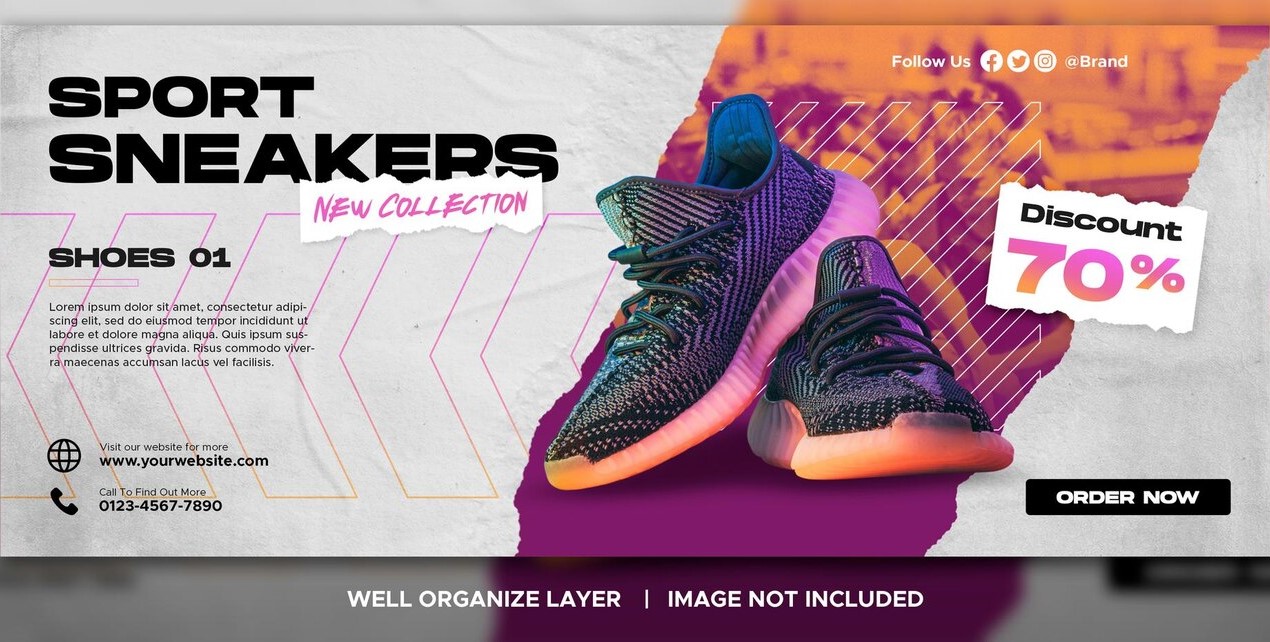 SPORT
SNEAKERS
NEW COLLECTION
SHOES 01
Lorem ipsum dolor sit amet, consectetur adipi-
scing elit, sed do eiusmod tempor incididunt ut
labore et dolore magna aliqua. Quis ipsum sus-
pendisse ultrices gravida. Risus commodo viver-
ra maecenas accumsan lacus vel facilisis.
Visit our website for more
www.yourwebsite.com
Call To Find Out More
0123-4567-7890
Follow Us @Brand
Discount
70%
ORDER NOW
WELL ORGANIZE LAYER | IMAGE NOT INCLUDED